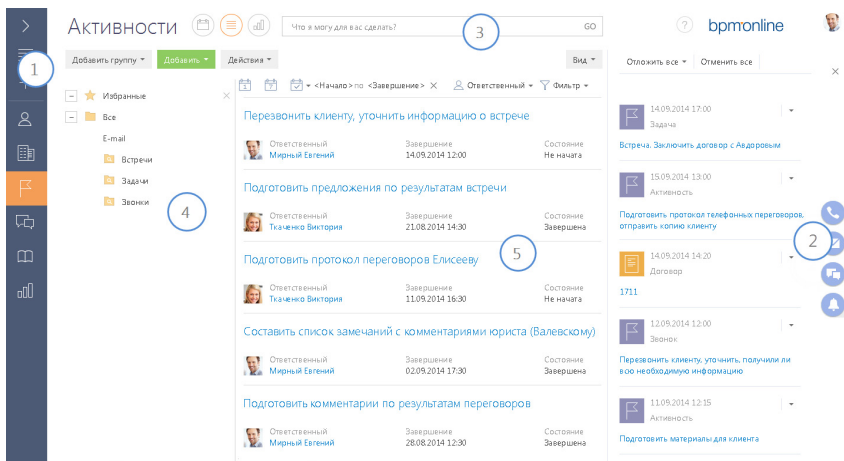 Активности
Что я могу для вас сделать?
GO
?
bpm'online
1
2
3
4
5
Добавить группу
Добавить
Действия
Вид
Отложить все
Отменить все
Избранные
Все
E-mail
Встречи
Задачи
Звонки
1
7
<Начало> по <Завершение>
Ответственный
Фильтр
Перезвонить клиенту, уточнить информацию о встрече
Ответственный Завершение Состояние
Мирный Евгений 14.09.2014 12:00 Не начата
Подготовить предложения по результатам встречи
Ответственный Завершение Состояние
Ткаченко Виктория 21.08.2014 14:30 Завершена
Подготовить протокол переговоров Елисееву
Ответственный Завершение Состояние
Ткаченко Виктория 11.09.2014 16:30 Не начата
Составить список замечаний с комментариями юриста (Валевскому)
Ответственный Завершение Состояние
Мирный Евгений 02.09.2014 17:30 Завершена
Подготовить комментарии по результатам переговоров
Ответственный Завершение Состояние
Мирный Евгений 28.08.2014 12:30 Завершена
14.09.2014 17:00
Задача
Встреча. Заключить договор с Авдоровым
15.09.2014 13:00
Активность
Подготовить протокол телефонных переговоров,
отправить копию клиенту
14.09.2014 14:20
Договор
1711
12.09.2014 12:00
Звонок
Перезвонить клиенту, уточнить, получили ли
всю необходимую информацию
11.09.2014 12:15
Активность
Подготовить материалы для клиента